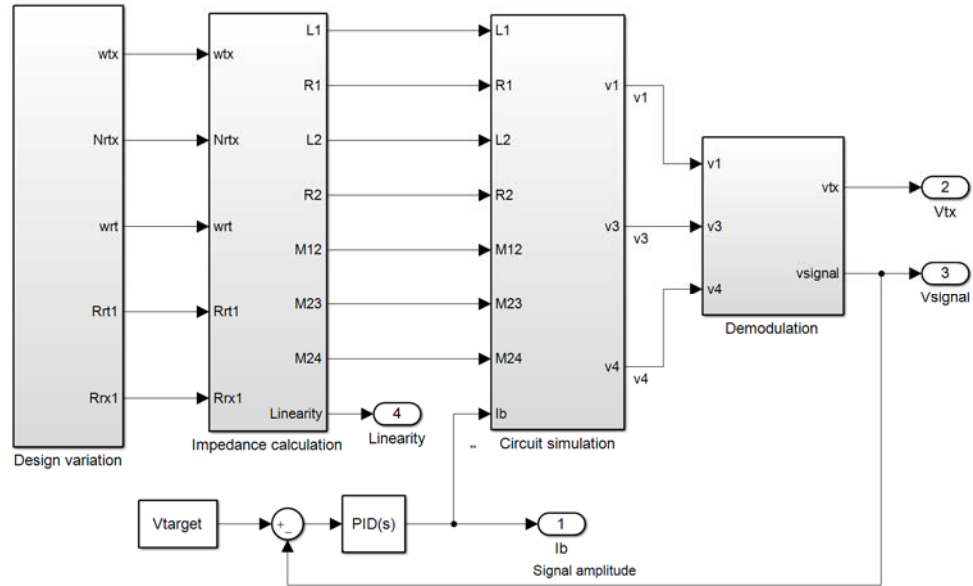 wtx
Nrtx
wrt
Rrt1
Rrx1
Design variation
wtx
Nrtx
wrt
Rrt1
Rrx1
L1
R1
L2
R2
M12
M23
M24
Linearity
Impedance calculation
4
Linearity
L1
R1
L2
R2
M12
M23
M24
Ib
v1
v3
v4
Circuit simulation
v1
v3
v4
v1
v3
v4
vtx
vsignal
Demodulation
2
Vtx
3
Vsignal
Vtarget
+
−
PID(s)
1
Ib
Signal amplitude